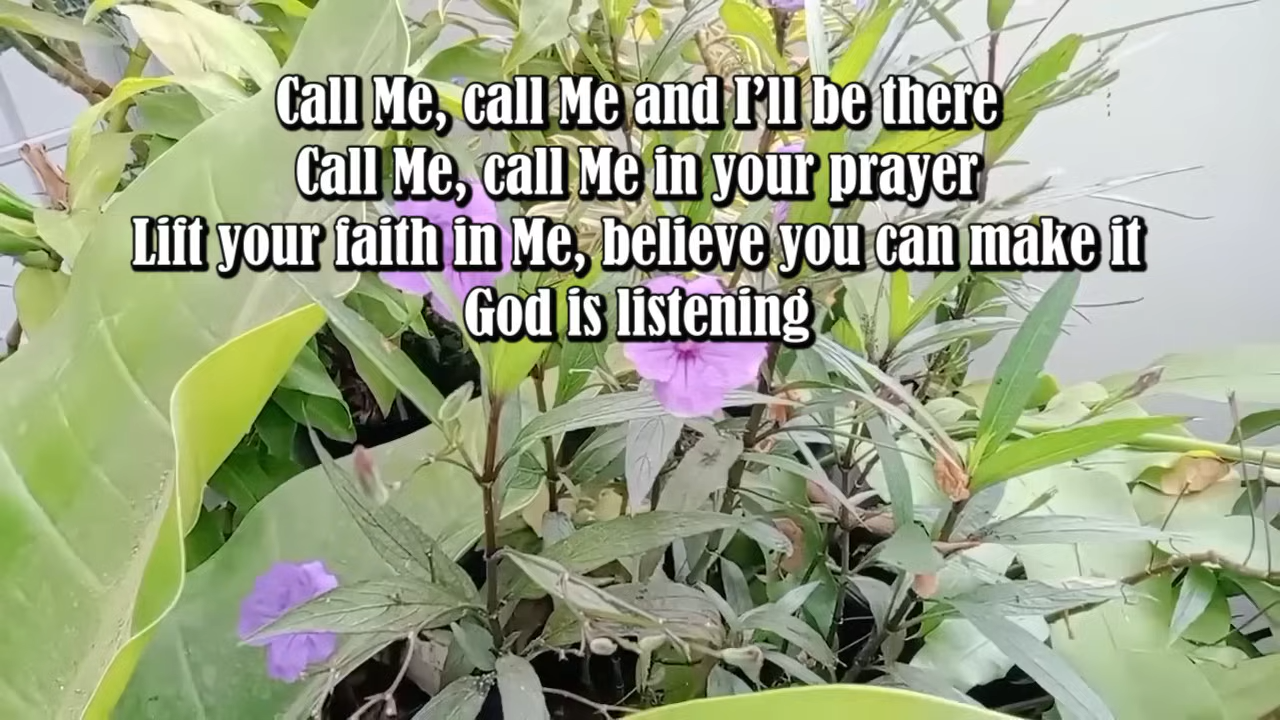 Call Me, call Me and I’ll be there
Call Me, call Me in your prayer
Lift your faith in Me, believe you can make it
God is listening